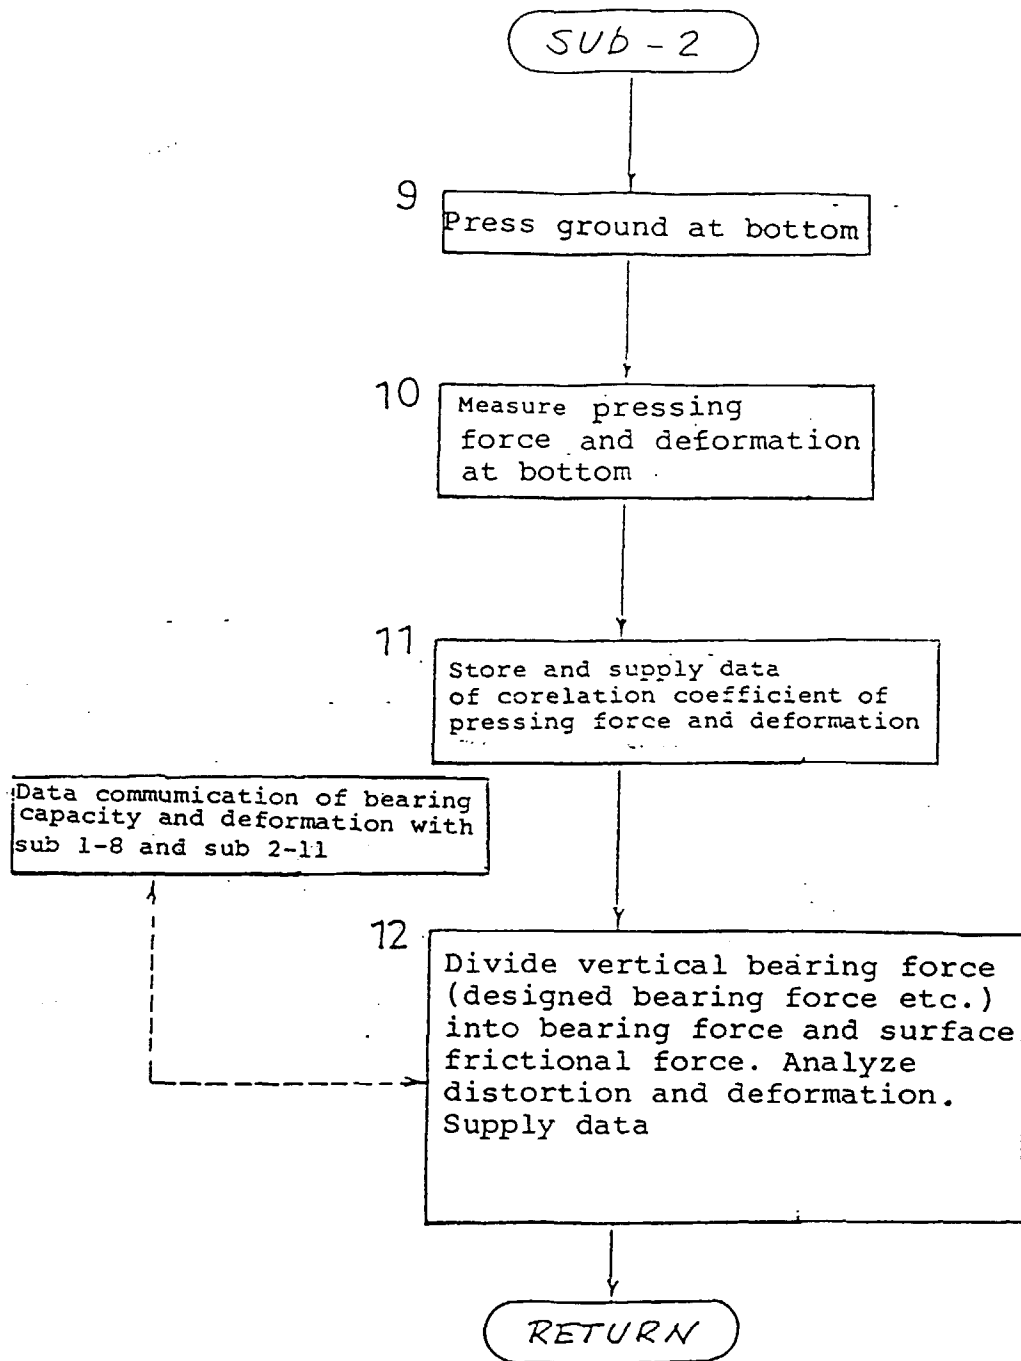 SUb-2
9
Press ground at bottom
10
Measure pressing
force and deformation
at bottom
11
Store and supply data
of corelation coefficient of
pressing force and deformation
Data commumication of bearing
capacity and deformation with
sub 1-8 and sub 2-11
12
Divide vertical bearing force
(designed bearing force etc.)
into bearing force and surface
frictional force. Analyze
distortion and deformation.
Supply data
RETURN